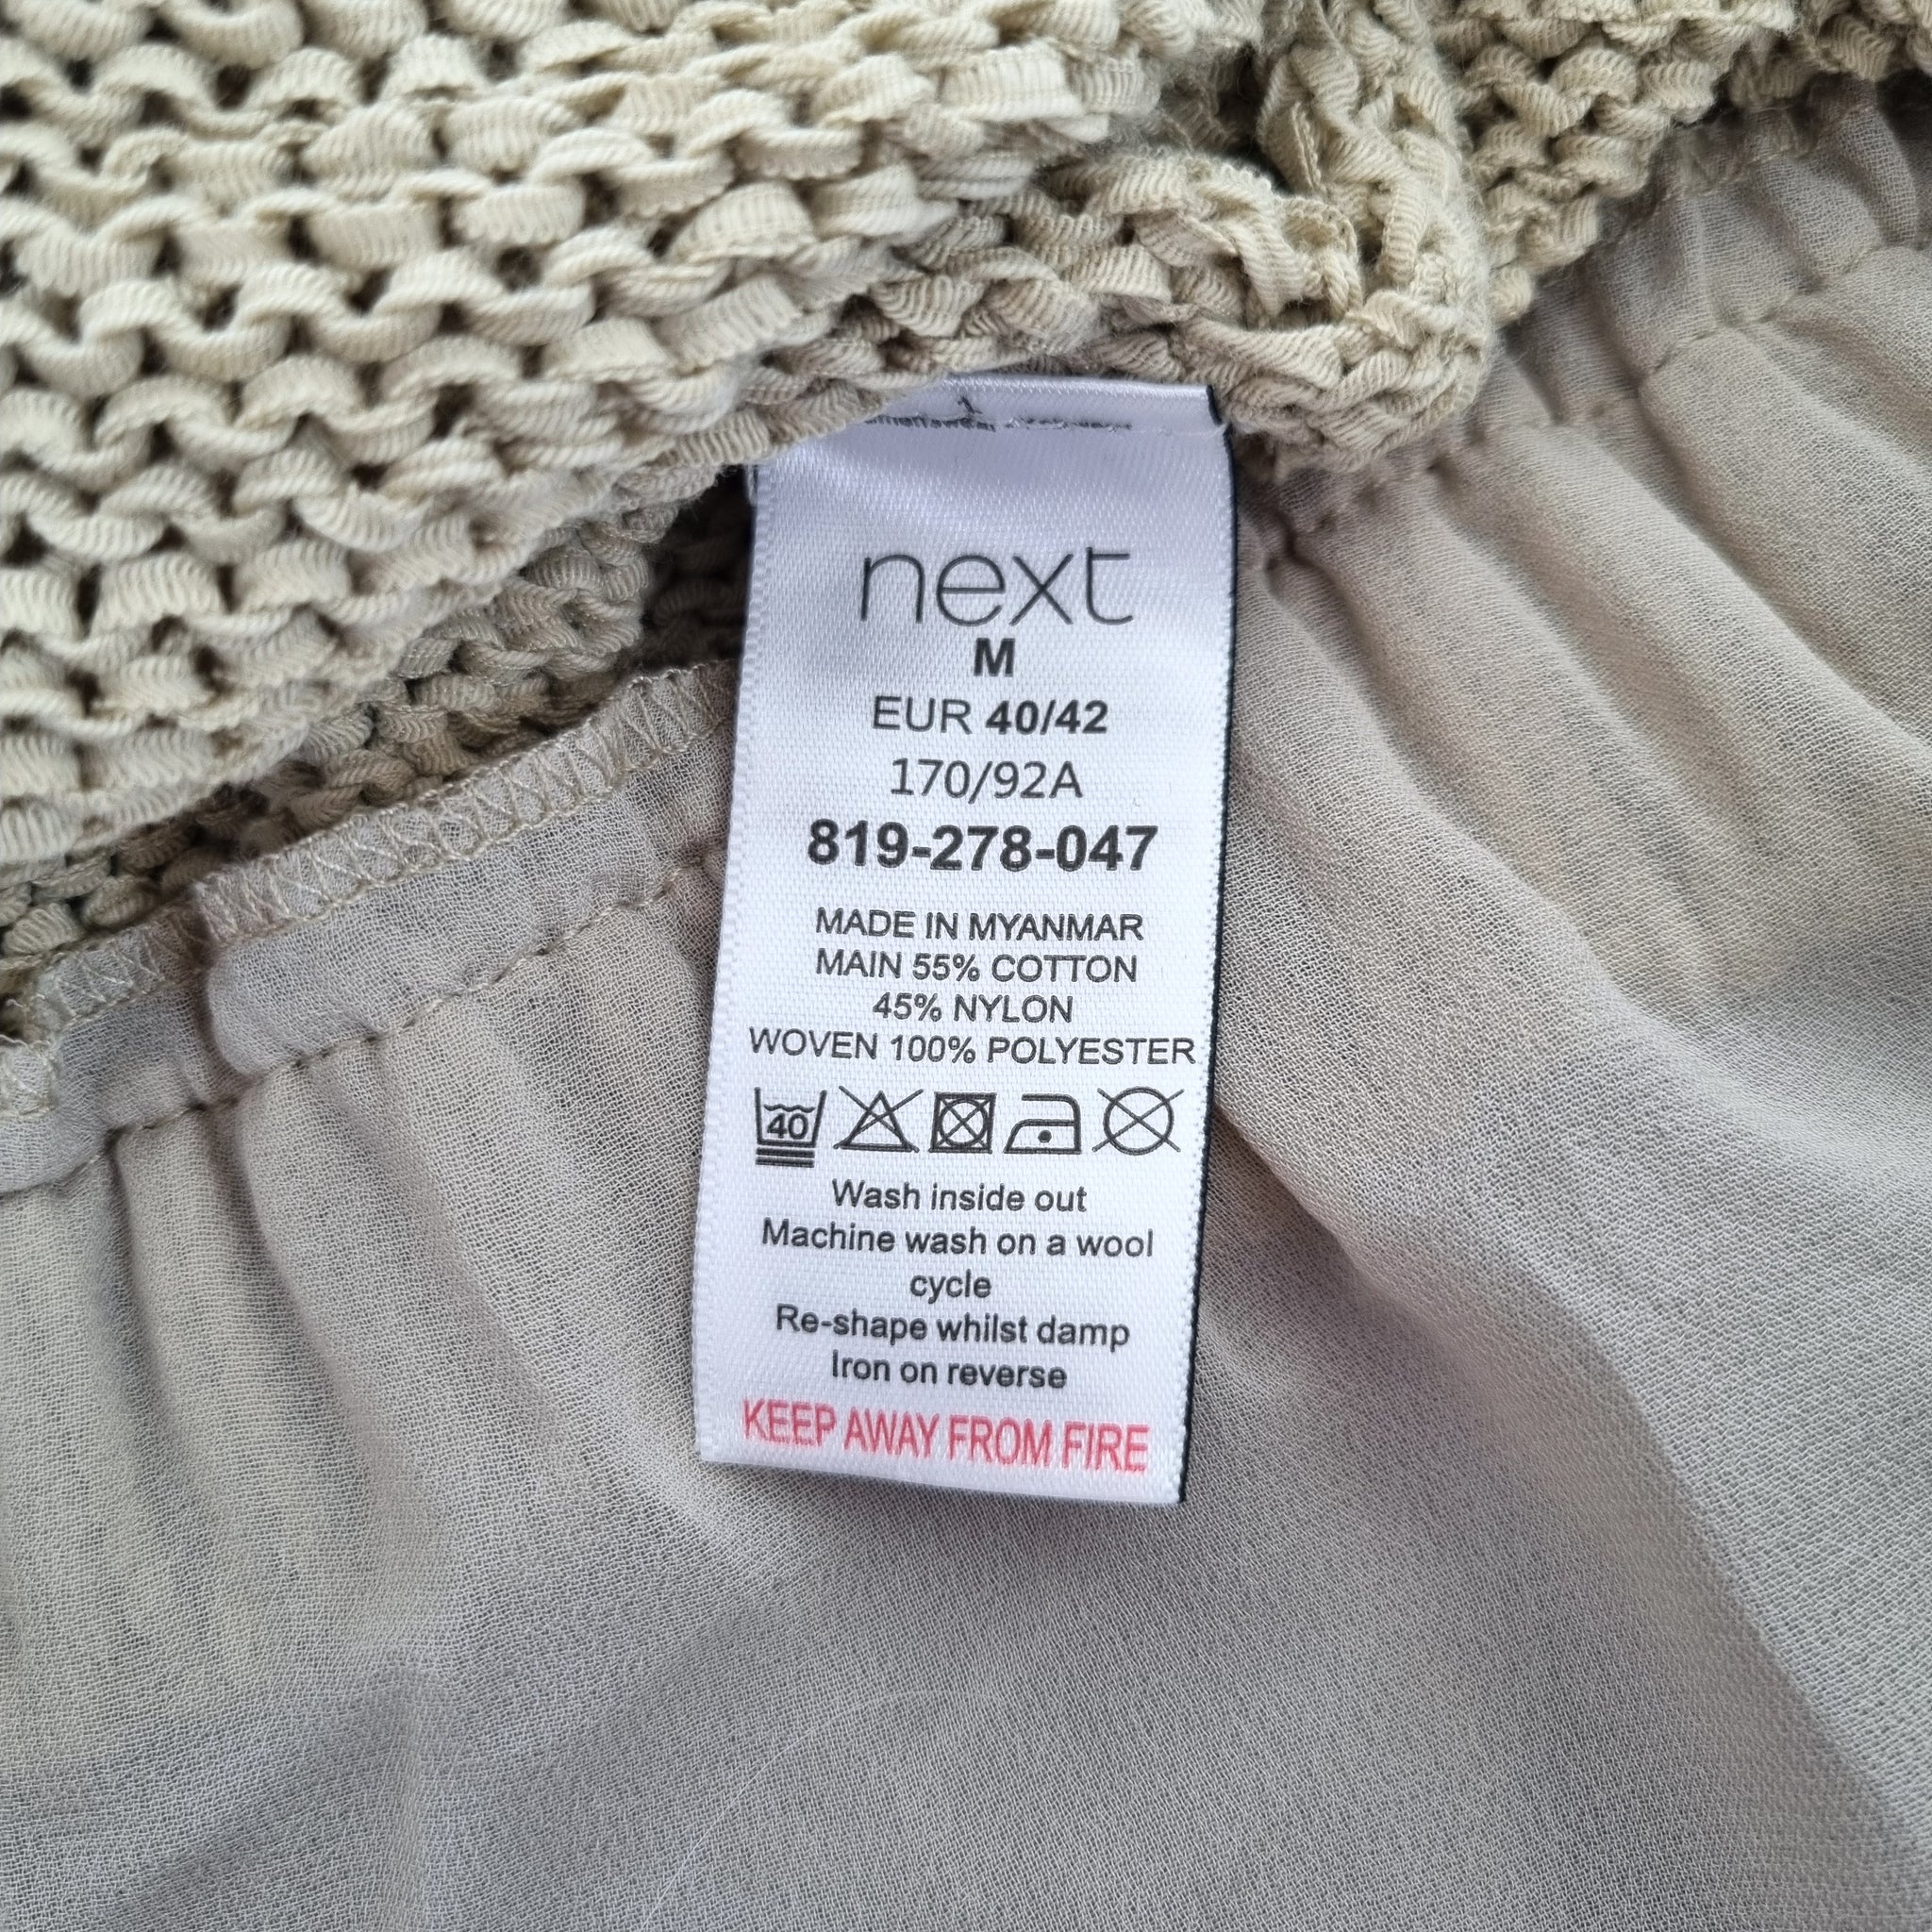 next
M
EUR 40/42
170/92A
819-278-047
MADE IN MYANMAR
MAIN 55% COTTON
45% NYLON
WOVEN 100% POLYESTER
40
Wash inside out
Machine wash on a wool
cycle
Re-shape whilst damp
Iron on reverse
KEEP AWAY FROM FIRE